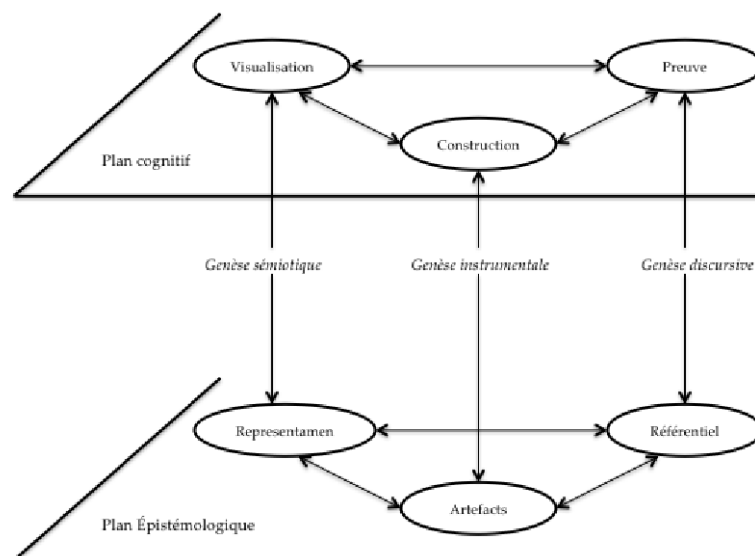 Visualisation
Preuve
Construction
Plan cognitif
Genèse sémiotique
Genèse instrumentale
Genèse discursive
Representamen
Référentiel
Artefacts
Plan Épistémologique